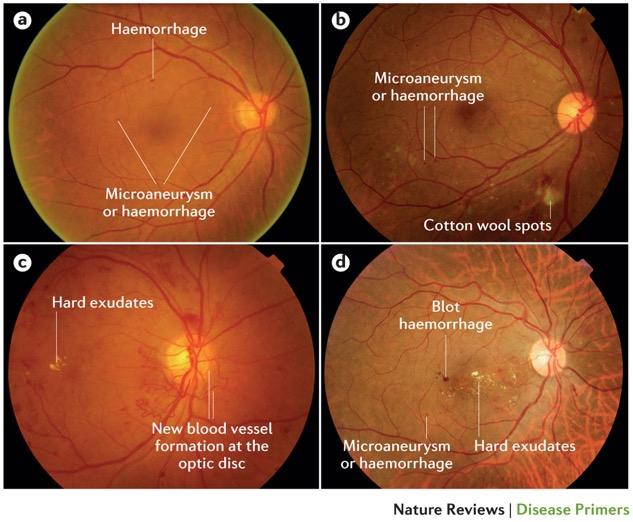 a
Haemorrhage
Microaneurysm
or haemorrhage
b
Microaneurysm
or haemorrhage
Cotton wool spots
c
Hard exudates
New blood vessel
formation at the
optic disc
d
Blot
haemorrhage
Microaneurysm
or haemorrhage
Hard exudates
Nature Reviews | Disease Primers